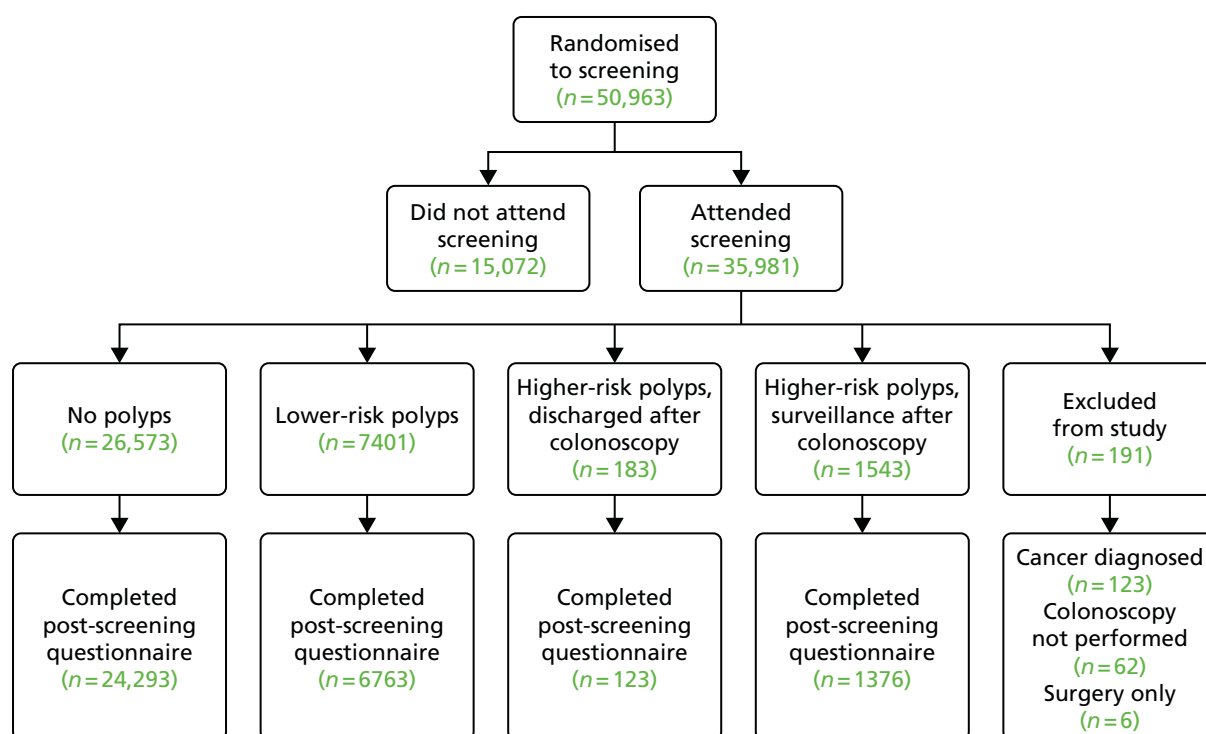 Randomised
to screening
(n=50,963)
Did not attend
screening
(n=15,072)
Attended
screening
(n=35,981)
No polyps
(n=26,573)
Lower-risk polyps
(n=7401)
Higher-risk polyps,
discharged after
colonoscopy
(n=183)
Higher-risk polyps,
surveillance after
colonoscopy
(n=1543)
Excluded
from study
(n=191)
Completed
post-screening
questionnaire
(n=24,293)
Completed
post-screening
questionnaire
(n=6763)
Completed
post-screening
questionnaire
(n=123)
Completed
post-screening
questionnaire
(n=1376)
Cancer diagnosed
(n=123)
Colonoscopy
not performed
(n=62)
Surgery only
(n=6)